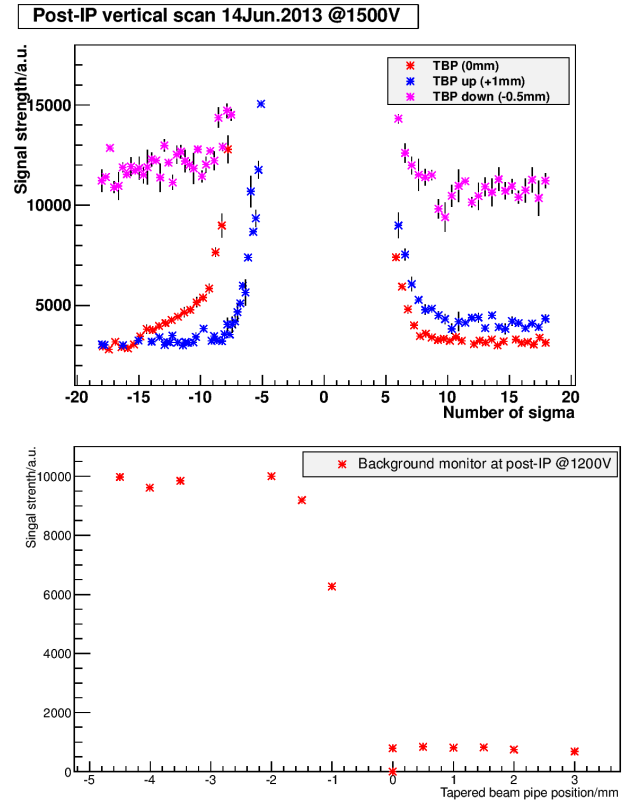 Post-IP vertical scan 14Jun.2013 @1500V
Signal strength/a.u.
TBP (0mm)
TBP up (+1mm)
TBP down (-0.5mm)
15000
10000
5000
-20 -15 -10 -5 0 5 10 15 20
Number of sigma
Singal strenth/a.u.
Background monitor at post-IP @1200V
10000
8000
6000
4000
2000
0
-5 -4 -3 -2 -1 0 1 2 3
Tapered beam pipe position/mm